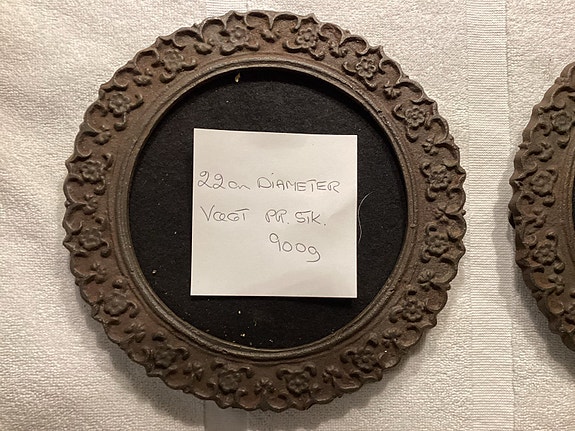 22cm DIAMETER
VÆGT PR. STK.
900g